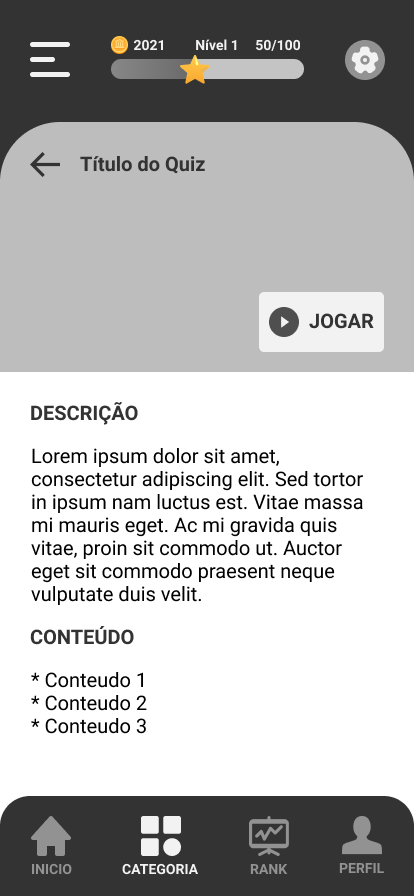 2021 Nível 1 50/100
Título do Quiz
JOGAR
DESCRIÇÃO
Lorem ipsum dolor sit amet,
consectetur adipiscing elit. Sed tortor
in ipsum nam luctus est. Vitae massa
mi mauris eget. Ac mi gravida quis
vitae, proin sit commodo ut. Auctor
eget sit commodo praesent neque
vulputate duis velit.
CONTEÚDO
* Conteudo 1
* Conteudo 2
* Conteudo 3
INICIO CATEGORIA RANK PERFIL